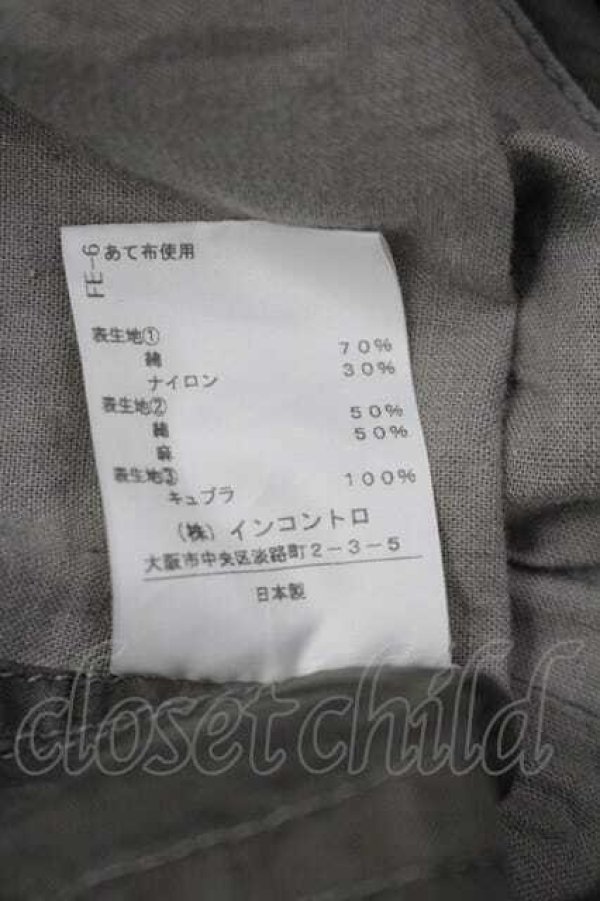 FE-6
あて布使用
表生地① 70%
綿 30%
ナイロン
表生地② 50%
綿 50%
麻
表生地③ 100%
キュプラ
(株)インコントロ
大阪市中央区淡路町2-3-5
日本製
closetchild